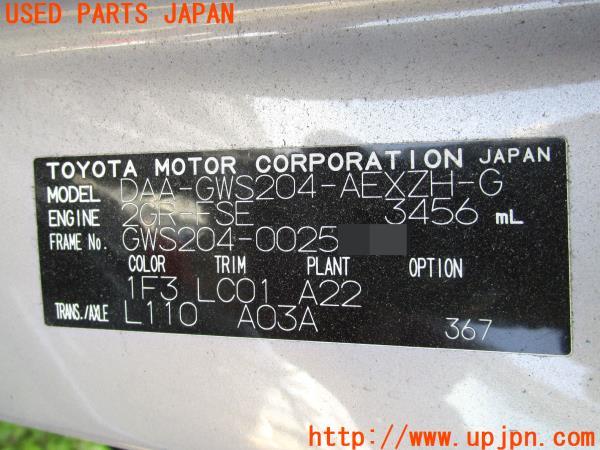 USED PARTS JAPAN
TOYOTA MOTOR CORPORATION JAPAN
MODEL DAA-GWS204-AEXZH-G
ENGINE 2GR-FSE 3456 mL
FRAME No. GWS204-0025
COLOR TRIM PLANT OPTION
1F3 LC01 A22
TRANS./AXLE L110 A03A 367
http://www.upjpn.com/